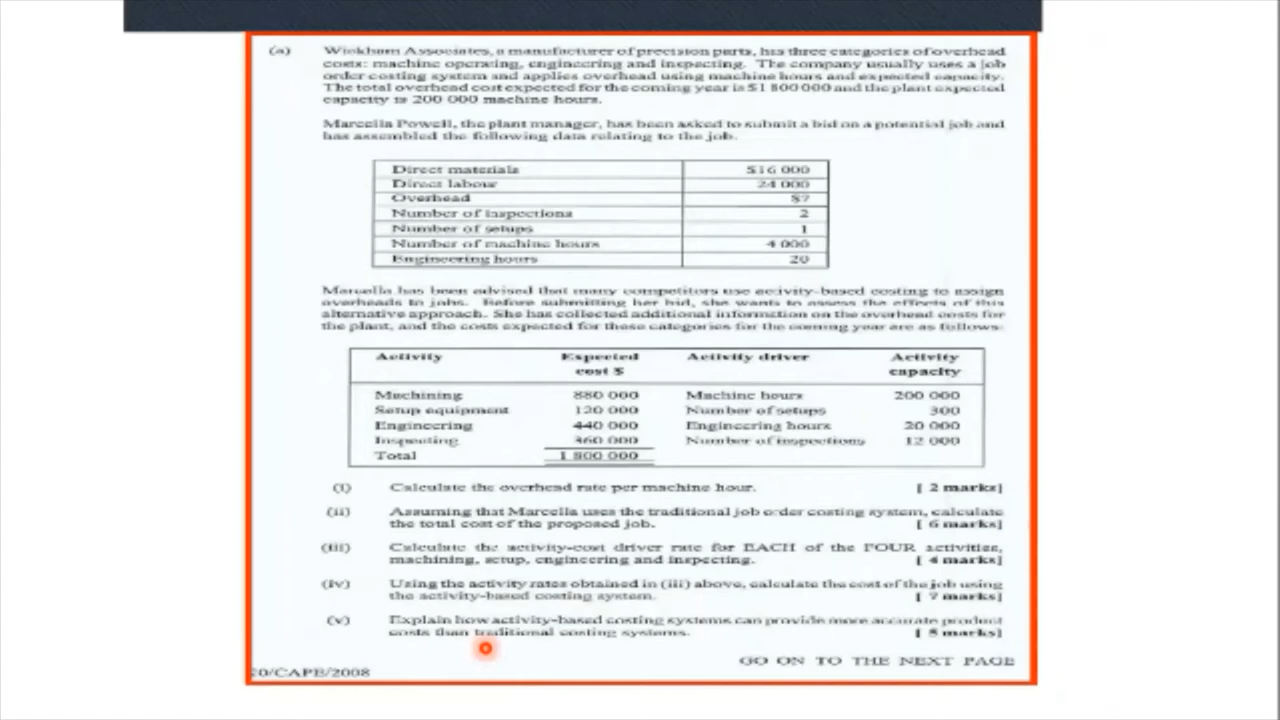 (a) Wickham Associates, a manufacturer of precision parts, has three categories of overhead
costs: machine operating, engineering and inspecting. The company usually uses a job
order costing system and applies overhead using machine hours and expected capacity.
The total overhead cost expected for the coming year is $1 800 000 and the plant expected
capacity is 200 000 machine hours.
Marcella Powell, the plant manager, has been asked to submit a bid on a potential job and
has assembled the following data relating to the job.
Direct materials $16 000
Direct labour 24 000
Overhead $?
Number of inspections 2
Number of setups 1
Number of machine hours 4 000
Engineering hours 20
Marcella has been advised that many competitors use activity-based costing to assign
overheads to jobs. Before submitting her bid, she wants to assess the effects of this
alternative approach. She has collected additional information on the overhead costs for
the plant, and the costs expected for these categories for the coming year are as follows:
Activity Expected Activity driver Activity
cost $ capacity
Machining 880 000 Machine hours 200 000
Setup equipment 120 000 Number of setups 300
Engineering 440 000 Engineering hours 20 000
Inspecting 360 000 Number of inspections 12 000
Total 1 800 000
(i) Calculate the overhead rate per machine hour. [ 2 marks]
(ii) Assuming that Marcella uses the traditional job order costing system, calculate
the total cost of the proposed job. [ 6 marks]
(iii) Calculate the activity-cost driver rate for EACH of the FOUR activities,
machining, setup, engineering and inspecting. [ 4 marks]
(iv) Using the activity rates obtained in (iii) above, calculate the cost of the job using
the activity-based costing system. [ 7 marks]
(v) Explain how activity-based costing systems can provide more accurate product
costs than traditional costing systems. [ 5 marks]
GO ON TO THE NEXT PAGE
0/CAPE/2008